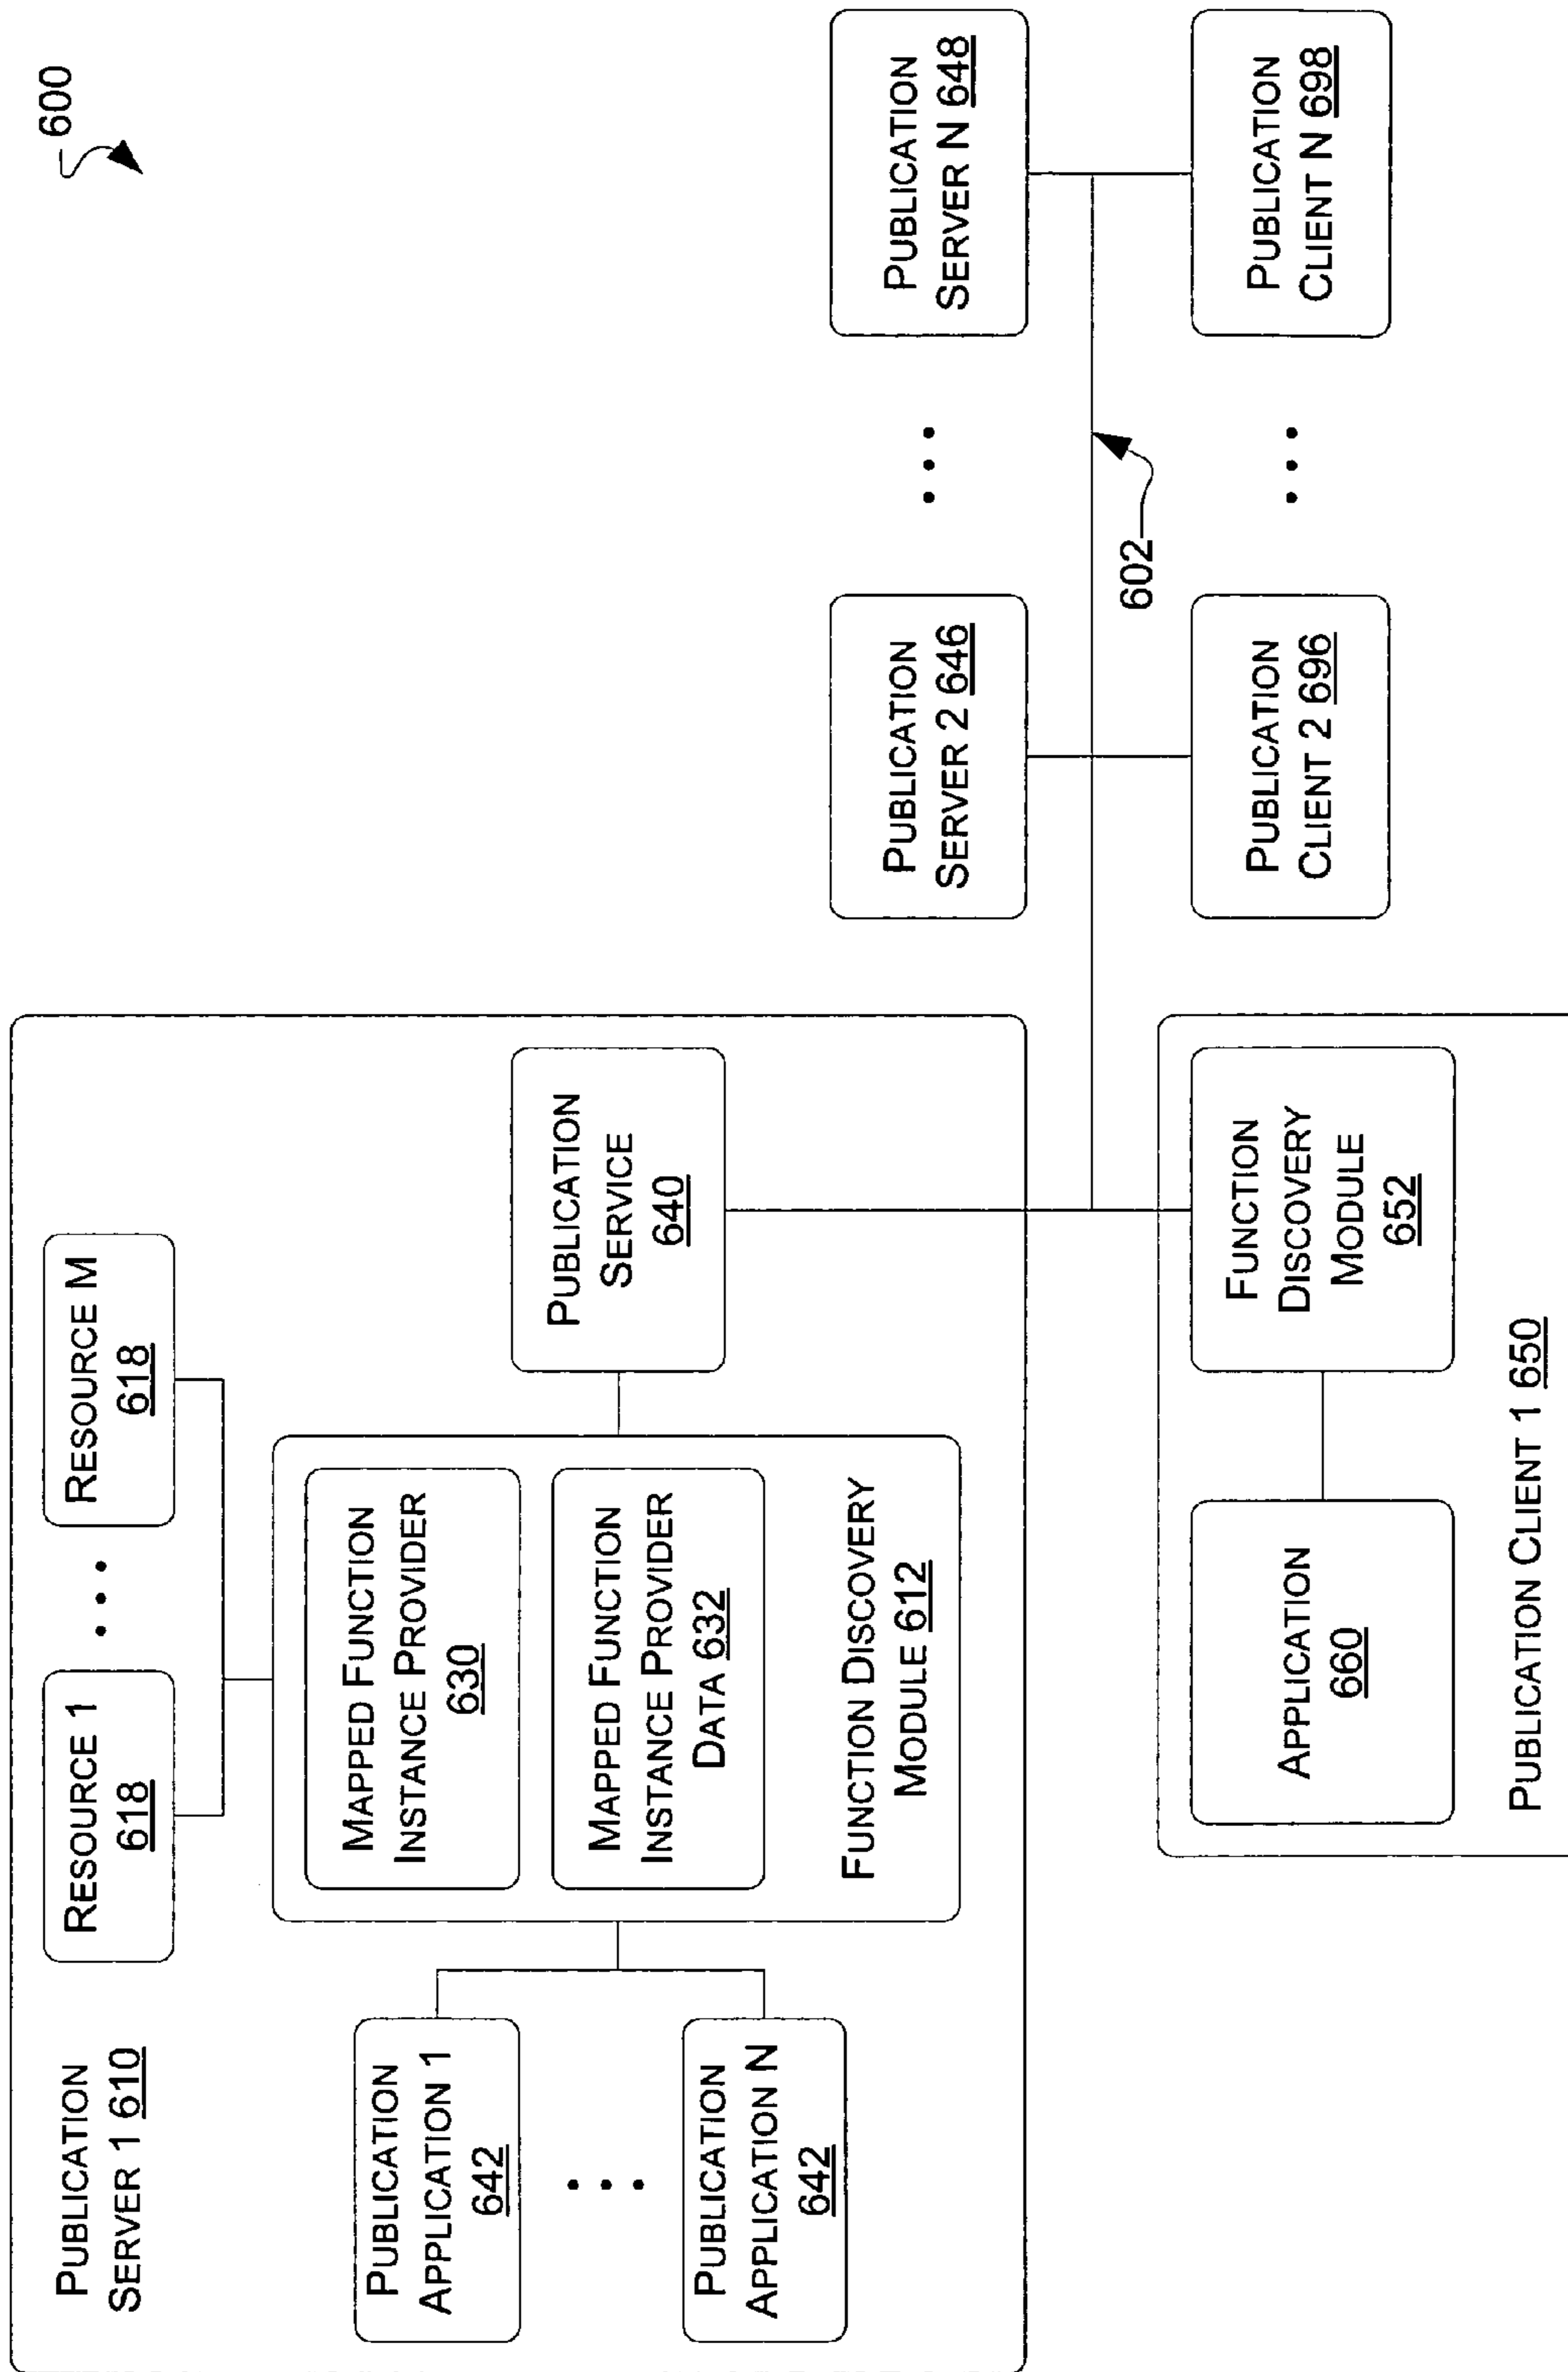 600
PUBLICATION
SERVER 1 610
RESOURCE 1
618
• • •
RESOURCE M
618
PUBLICATION
APPLICATION 1
642
• • •
PUBLICATION
APPLICATION N
642
MAPPED FUNCTION
INSTANCE PROVIDER
630
MAPPED FUNCTION
INSTANCE PROVIDER
DATA 632
FUNCTION DISCOVERY
MODULE 612
PUBLICATION
SERVICE
640
PUBLICATION
SERVER 2 646
• • •
PUBLICATION
SERVER N 648
602
APPLICATION
660
FUNCTION
DISCOVERY
MODULE
652
PUBLICATION CLIENT 1 650
PUBLICATION
CLIENT 2 696
• • •
PUBLICATION
CLIENT N 698